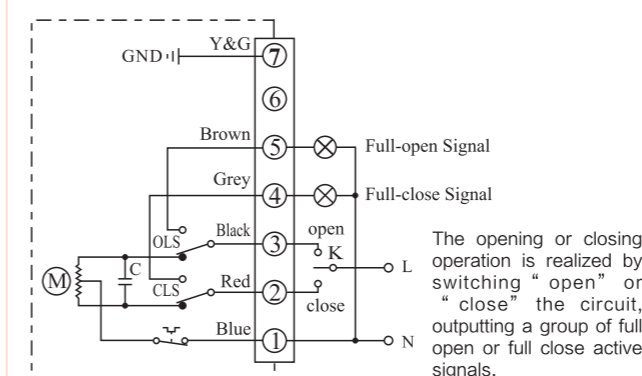 GND Y&G ⑦
⑥
Brown ⑤ Full-open Signal
Grey ④ Full-close Signal
OLS Black ③ open
K L
C
M CLS Red ② close
Blue ① N
The opening or closing
operation is realized by
switching “ open” or
“ close” the circuit,
outputting a group of full
open or full close active
signals.